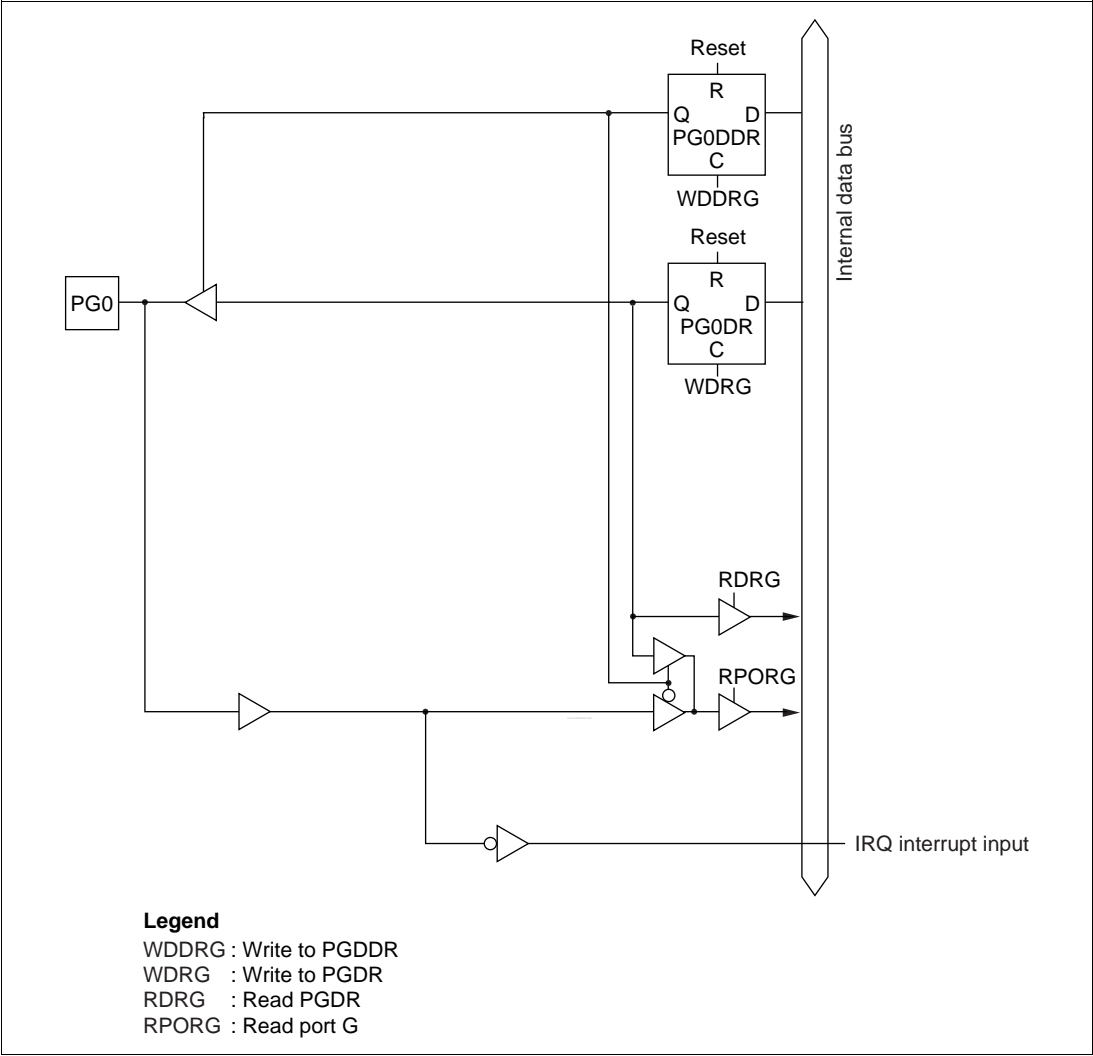 Reset
R
Q D
PG0DDR
C
WDDRG
Internal data bus
Reset
R
PG0
Q D
PG0DR
C
WDRG
RDRG
RPORG
IRQ interrupt input
Legend
WDDRG : Write to PGDDR
WDRG : Write to PGDR
RDRG : Read PGDR
RPORG : Read port G